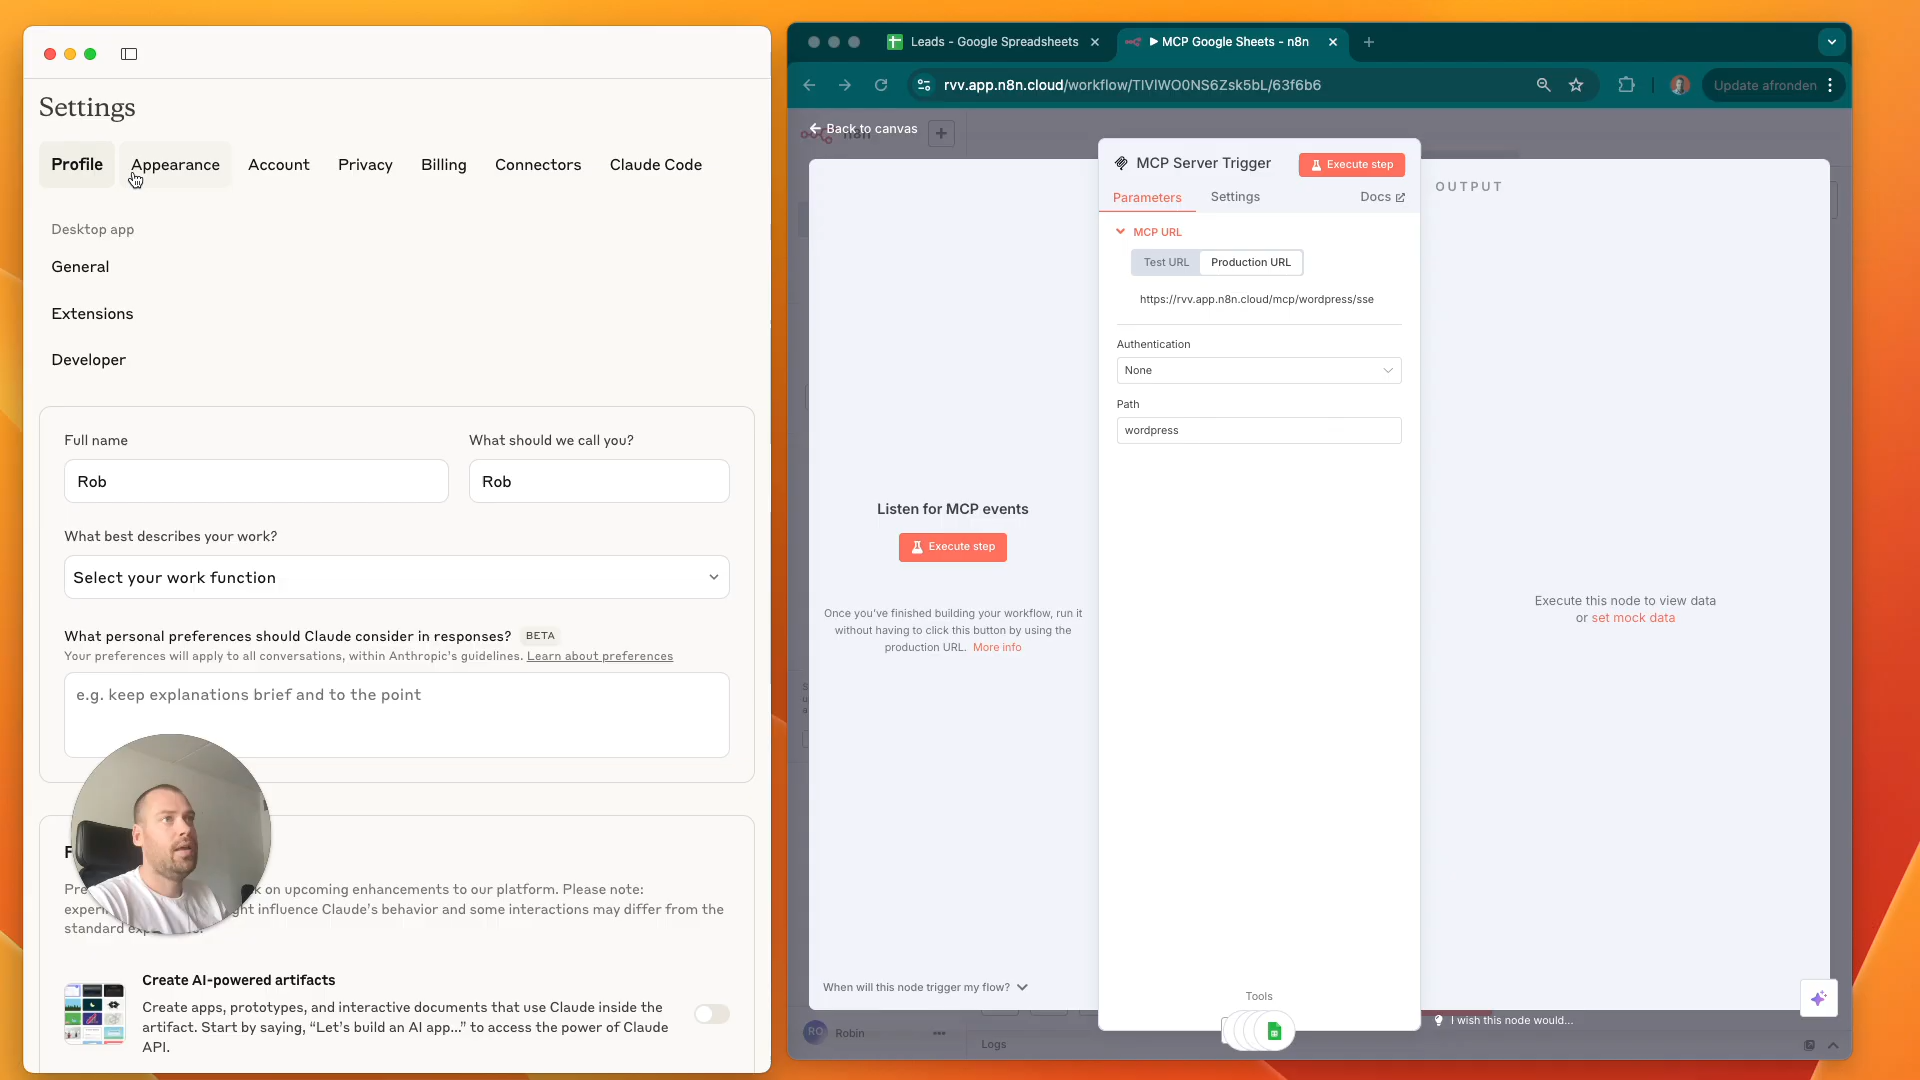 Settings
Profile
Appearance
Account
Privacy
Billing
Connectors
Claude Code
Desktop app
General
Extensions
Developer
Full name
What should we call you?
Rob
Rob
What best describes your work?
Select your work function
What personal preferences should Claude consider in responses? BETA
Your preferences will apply to all conversations, within Anthropic's guidelines. Learn about preferences
e.g. keep explanations brief and to the point
on upcoming enhancements to our platform. Please note:
influence Claude's behavior and some interactions may differ from the
standard
Create AI-powered artifacts
Create apps, prototypes, and interactive documents that use Claude inside the
artifact. Start by saying, “Let's build an AI app...” to access the power of Claude
API.
Leads - Google Spreadsheets
MCP Google Sheets - n8n
rvv.app.n8n.cloud/workflow/TIVlWO0NS6Zsk5bL/63f6b6
Update afronden
Back to canvas
MCP Server Trigger
Execute step
Parameters
Settings
Docs
MCP URL
Test URL
Production URL
https://rvv.app.n8n.cloud/mcp/wordpress/sse
Authentication
None
Path
wordpress
Listen for MCP events
Execute step
Once you've finished building your workflow, run it
without having to click this button by using the
production URL. More info
When will this node trigger my flow?
OUTPUT
Execute this node to view data
or set mock data
Tools
I wish this node would...
Robin
Logs